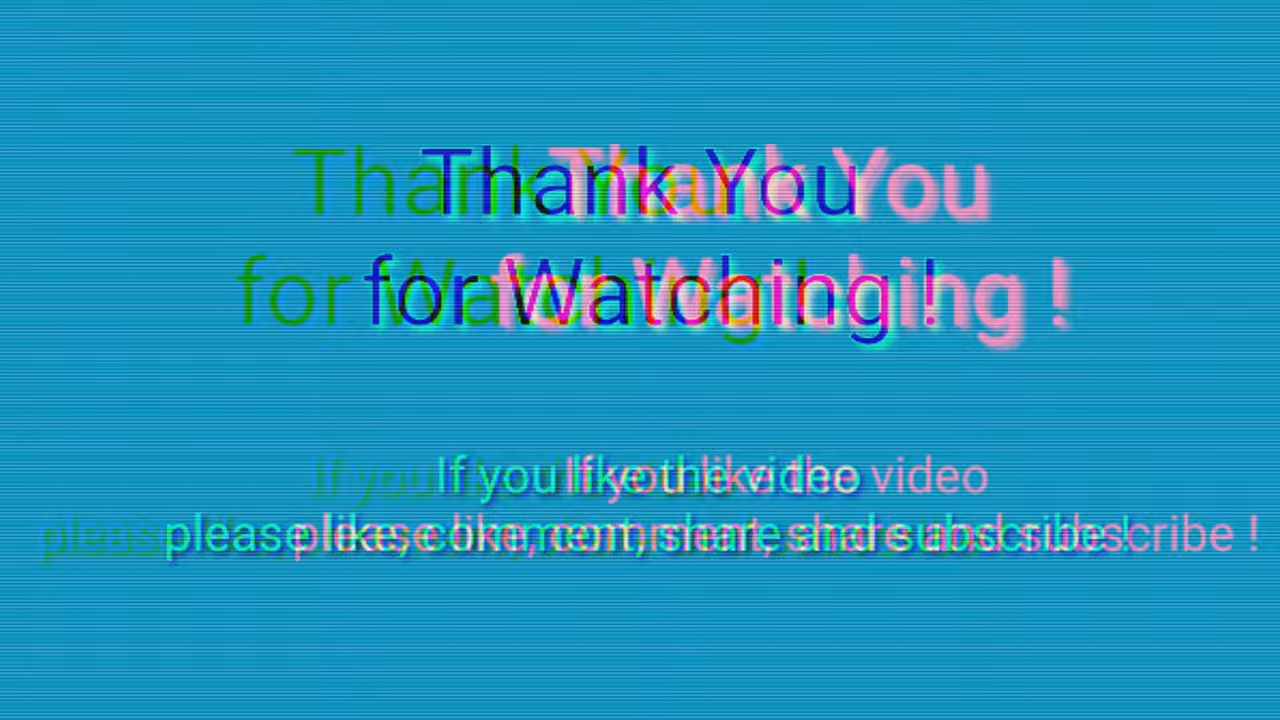 Thank You
for Watching !
If you like the video
please like, comment, share and subscribe !